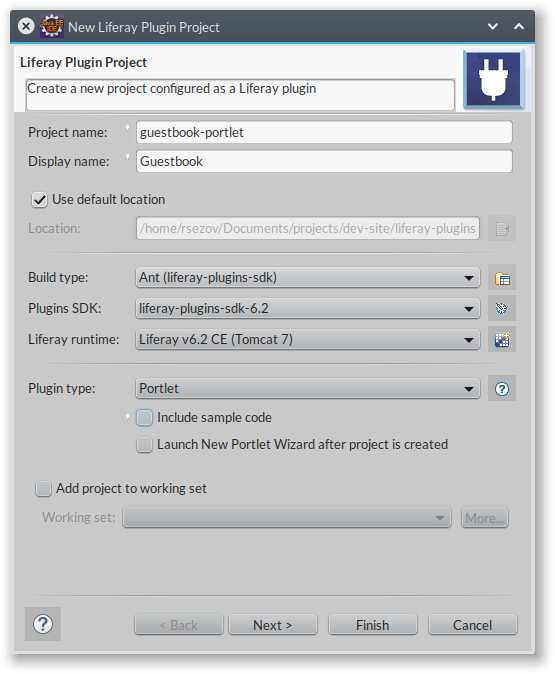 New Liferay Plugin Project
Liferay Plugin Project
Create a new project configured as a Liferay plugin
Project name: guestbook-portlet
Display name: Guestbook
Use default location
Location: /home/rsezov/Documents/projects/dev-site/liferay-plugins
Build type: Ant (liferay-plugins-sdk)
Plugins SDK: liferay-plugins-sdk-6.2
Liferay runtime: Liferay v6.2 CE (Tomcat 7)
Plugin type: Portlet
Include sample code
Launch New Portlet Wizard after project is created
Add project to working set
Working set: More...
? < Back Next > Finish Cancel